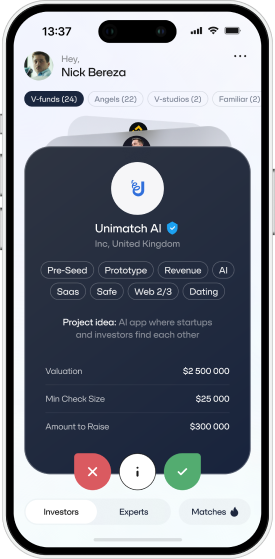 13:37
Hey,
Nick Bereza
V-funds (24) Angels (22) V-studios (2) Familiar (2)
Unimatch AI
Inc, United Kingdom
Pre-Seed Prototype Revenue AI
Saas Safe Web 2/3 Dating
Project idea: AI app where startups
and investors find each other
Valuation $2 500 000
Min Check Size $25 000
Amount to Raise $300 000
Investors Experts Matches